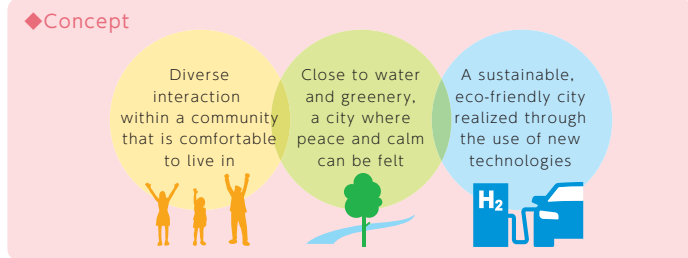 ◆Concept
Diverse
interaction
within a community
that is comfortable
to live in
Close to water
and greenery,
a city where
peace and calm
can be felt
A sustainable,
eco-friendly city
realized through
the use of new
technologies
H₂